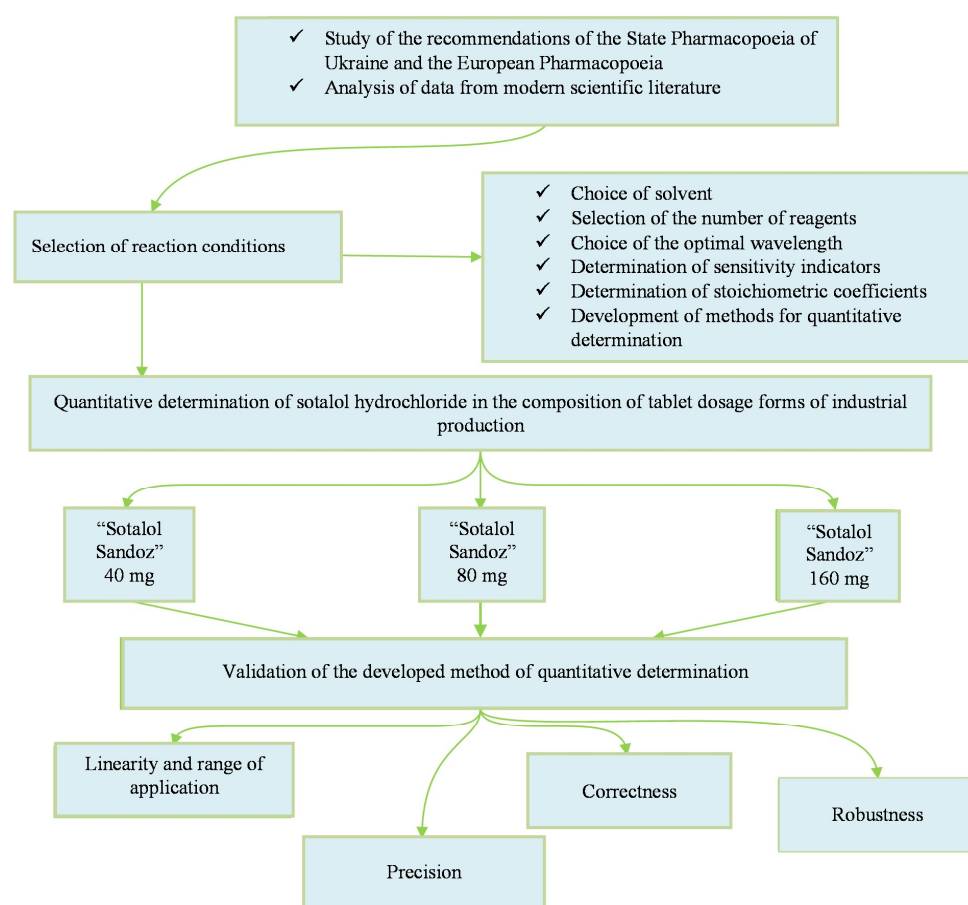 ✓ Study of the recommendations of the State Pharmacopoeia of
Ukraine and the European Pharmacopoeia
✓ Analysis of data from modern scientific literature
Selection of reaction conditions
✓ Choice of solvent
✓ Selection of the number of reagents
✓ Choice of the optimal wavelength
✓ Determination of sensitivity indicators
✓ Determination of stoichiometric coefficients
✓ Development of methods for quantitative
determination
Quantitative determination of sotalol hydrochloride in the composition of tablet dosage forms of industrial
production
“Sotalol
Sandoz”
40 mg
“Sotalol
Sandoz”
80 mg
“Sotalol
Sandoz”
160 mg
Validation of the developed method of quantitative determination
Linearity and range of
application
Precision
Correctness
Robustness